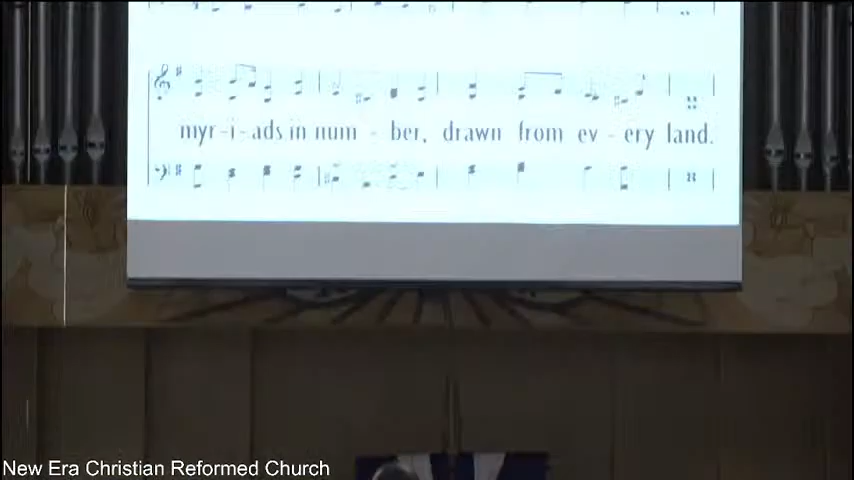 myr-i-ads in num - ber, drawn from ev - ery land.
New Era Christian Reformed Church